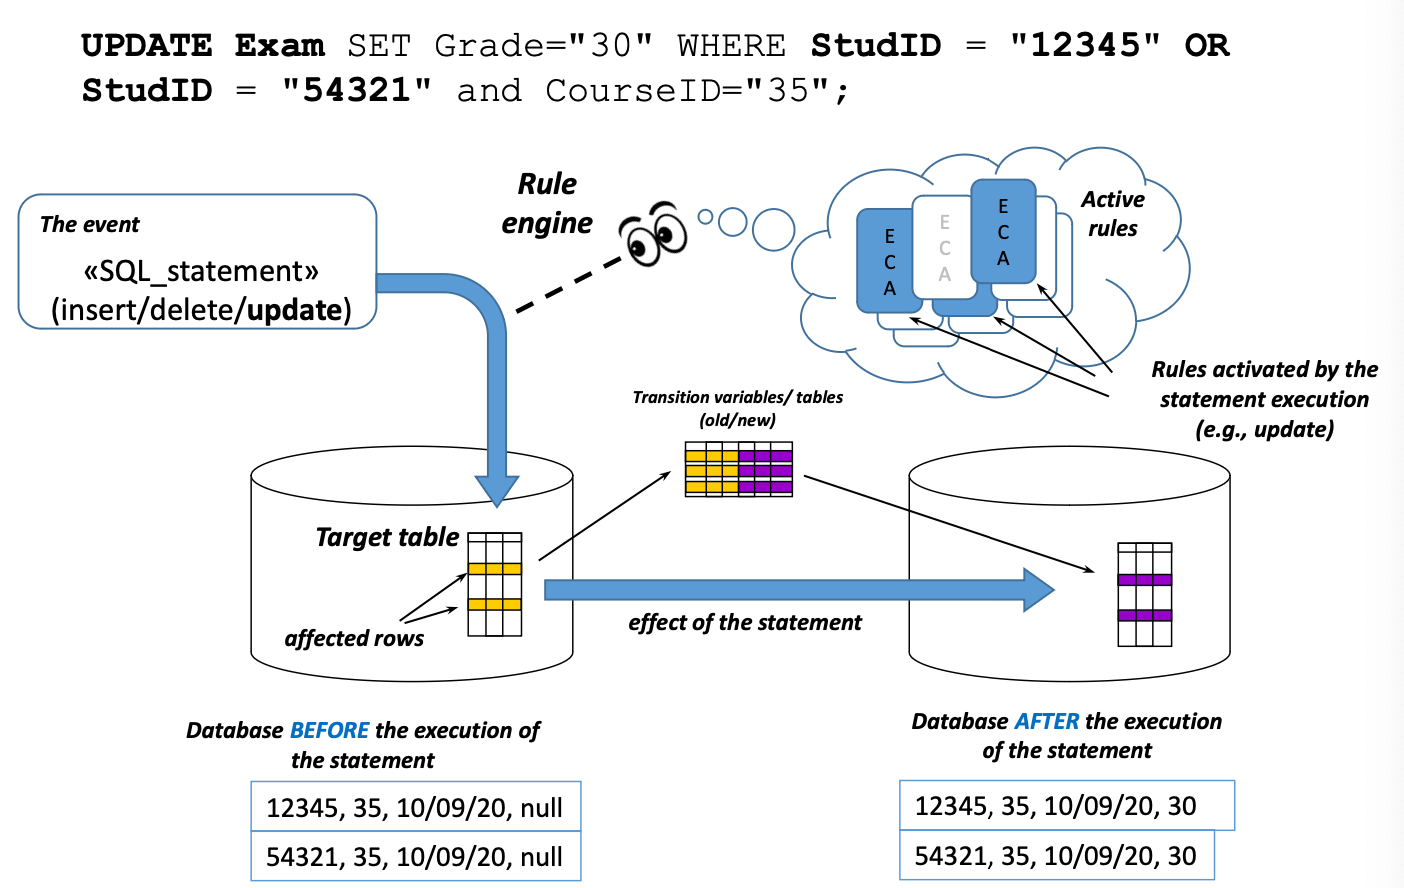 UPDATE Exam SET Grade="30" WHERE StudID = "12345" OR
StudID = "54321" and CourseID="35";
The event
«SQL_statement»
(insert/delete/update)
Rule
engine
E
C
A
E
C
A
E
C
A
Active
rules
Rules activated by the
statement execution
(e.g., update)
Transition variables/ tables
(old/new)
Target table
affected rows
effect of the statement
Database BEFORE the execution of
the statement
12345, 35, 10/09/20, null
54321, 35, 10/09/20, null
Database AFTER the execution
of the statement
12345, 35, 10/09/20, 30
54321, 35, 10/09/20, 30